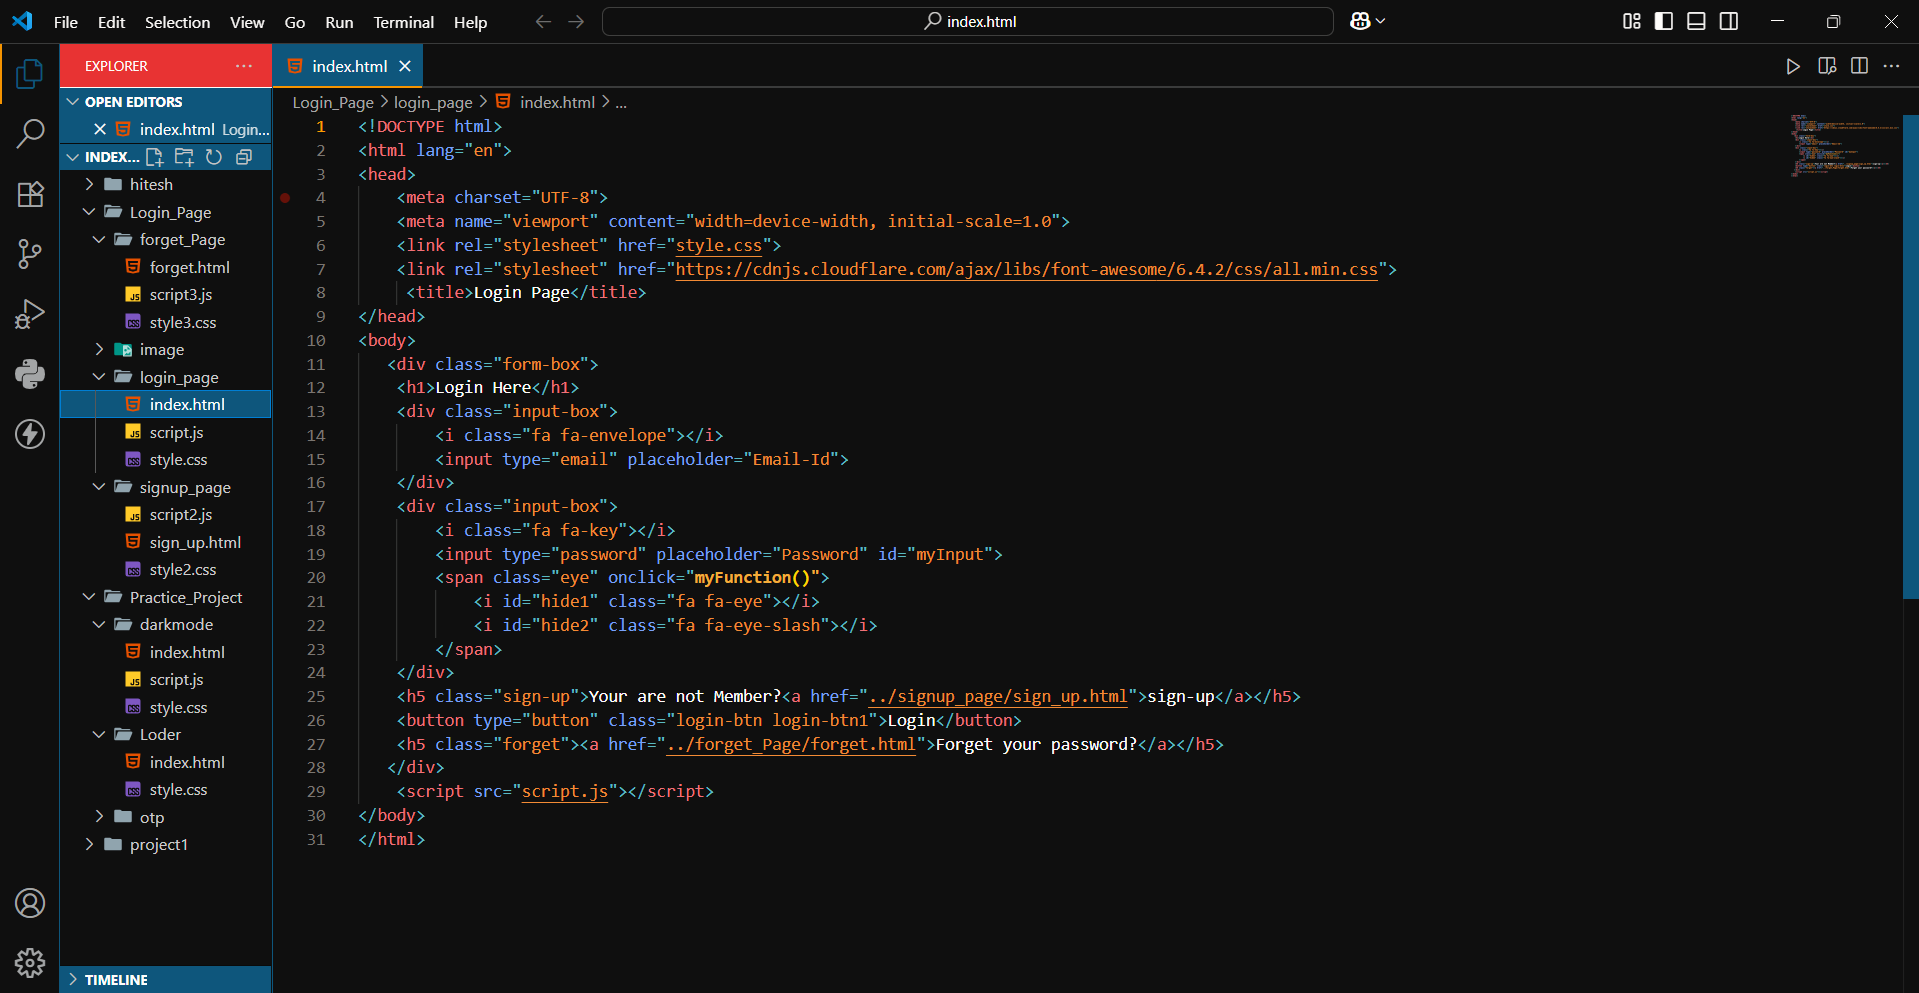 File Edit Selection View Go Run Terminal Help
index.html
EXPLORER
index.html
OPEN EDITORS
index.html Login...
INDEX...
hitesh
Login_Page
forget_Page
forget.html
script3.js
style3.css
image
login_page
index.html
script.js
style.css
signup_page
script2.js
sign_up.html
style2.css
Practice_Project
darkmode
index.html
script.js
style.css
Loder
index.html
style.css
otp
project1
TIMELINE
Login_Page > login_page > index.html > ...
1 <!DOCTYPE html>
2 <html lang="en">
3 <head>
4 <meta charset="UTF-8">
5 <meta name="viewport" content="width=device-width, initial-scale=1.0">
6 <link rel="stylesheet" href="style.css">
7 <link rel="stylesheet" href="https://cdnjs.cloudflare.com/ajax/libs/font-awesome/6.4.2/css/all.min.css">
8 <title>Login Page</title>
9 </head>
10 <body>
11 <div class="form-box">
12 <h1>Login Here</h1>
13 <div class="input-box">
14 <i class="fa fa-envelope"></i>
15 <input type="email" placeholder="Email-Id">
16 </div>
17 <div class="input-box">
18 <i class="fa fa-key"></i>
19 <input type="password" placeholder="Password" id="myInput">
20 <span class="eye" onclick="myFunction()">
21 <i id="hide1" class="fa fa-eye"></i>
22 <i id="hide2" class="fa fa-eye-slash"></i>
23 </span>
24 </div>
25 <h5 class="sign-up">Your are not Member?<a href="../signup_page/sign_up.html">sign-up</a></h5>
26 <button type="button" class="login-btn login-btn1">Login</button>
27 <h5 class="forget"><a href="../forget_Page/forget.html">Forget your password?</a></h5>
28 </div>
29 <script src="script.js"></script>
30 </body>
31 </html>